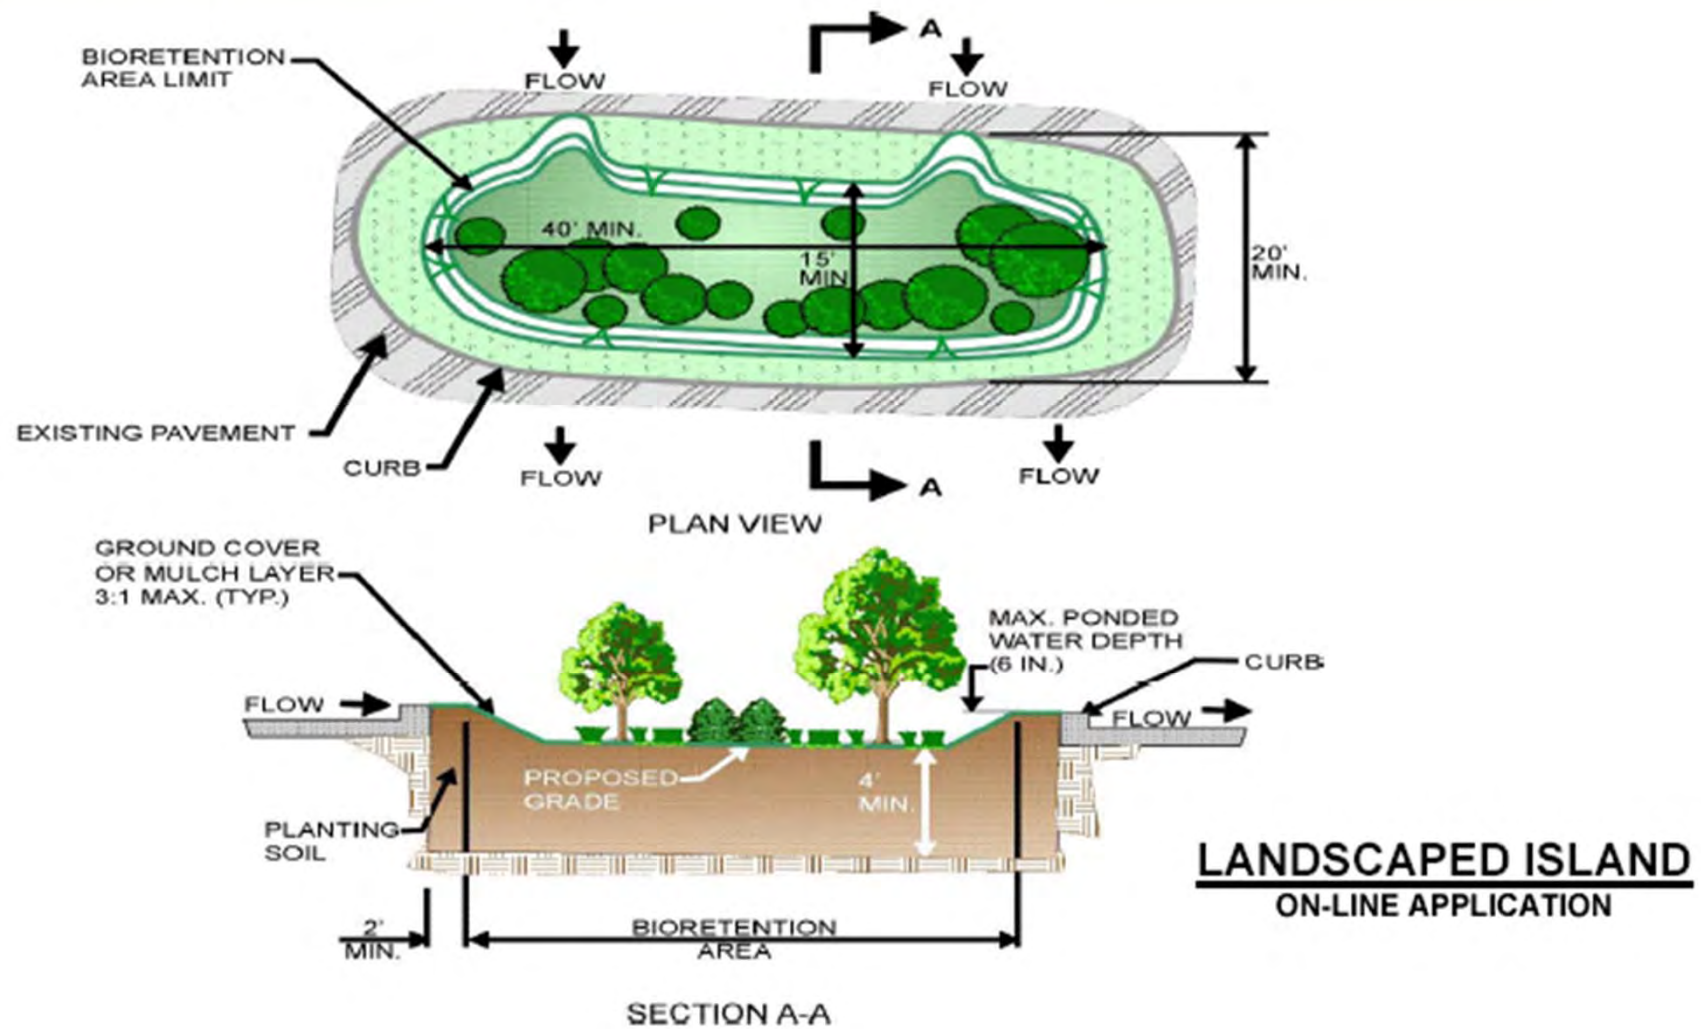 BIORETENTION
AREA LIMIT
FLOW
A
FLOW
40' MIN.
15'
MIN.
20'
MIN.
EXISTING PAVEMENT
CURB
FLOW
A
FLOW
PLAN VIEW
GROUND COVER
OR MULCH LAYER
3:1 MAX. (TYP.)
MAX. PONDED
WATER DEPTH
(6 IN.)
CURB
FLOW
FLOW
PROPOSED
GRADE
4'
MIN.
PLANTING
SOIL
2'
MIN.
BIORETENTION
AREA
LANDSCAPED ISLAND
ON-LINE APPLICATION
SECTION A-A